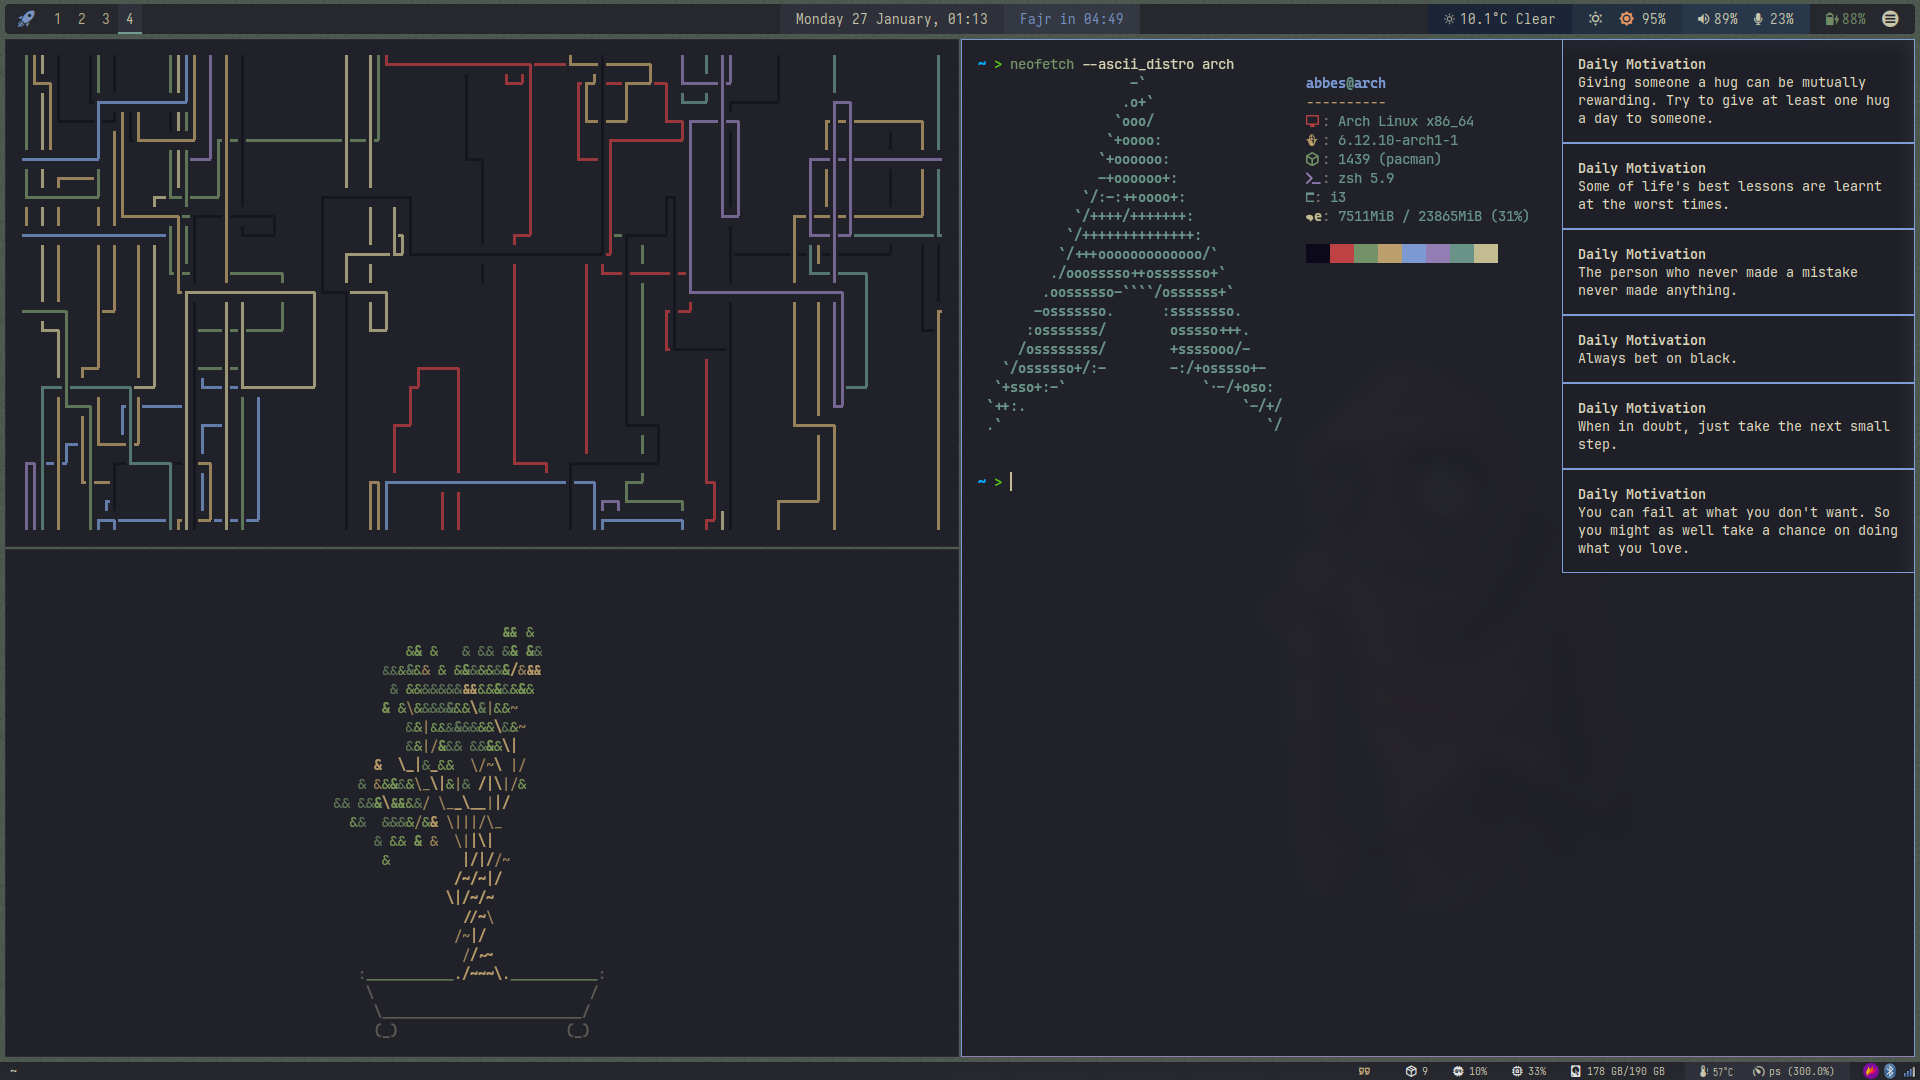 1 2 3 4
Monday 27 January, 01:13
Fajr in 04:49
10.1°C Clear
95%
89% 23%
88%
~ > neofetch --ascii_distro arch
abbes@arch
----------
: Arch Linux x86_64
: 6.12.10-arch1-1
: 1439 (pacman)
: zsh 5.9
: i3
: 7511MiB / 23865MiB (31%)
~ >
Daily Motivation
Giving someone a hug can be mutually
rewarding. Try to give at least one hug
a day to someone.
Daily Motivation
Some of life's best lessons are learnt
at the worst times.
Daily Motivation
The person who never made a mistake
never made anything.
Daily Motivation
Always bet on black.
Daily Motivation
When in doubt, just take the next small
step.
Daily Motivation
You can fail at what you don't want. So
you might as well take a chance on doing
what you love.
~
9 10% 33% 178 GB/190 GB 57°C ps (300.0%)